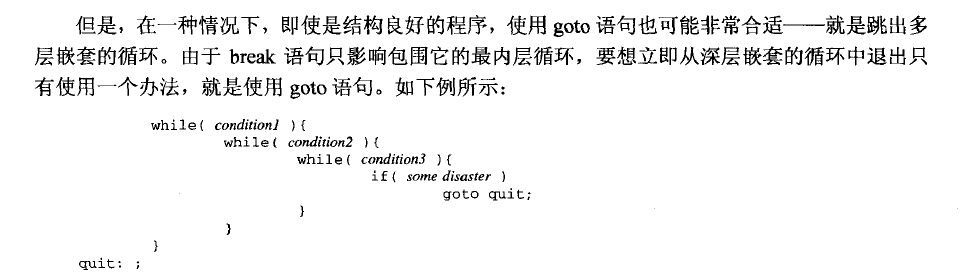 但是，在一种情况下，即使是结构良好的程序，使用 goto 语句也可能非常合适——就是跳出多
层嵌套的循环。由于 break 语句只影响包围它的最内层循环，要想立即从深层嵌套的循环中退出只
有使用一个办法，就是使用 goto 语句。如下例所示：
while( condition1 ){
while( condition2 ){
while( condition3 ){
if( some disaster )
goto quit;
}
}
}
quit: ;